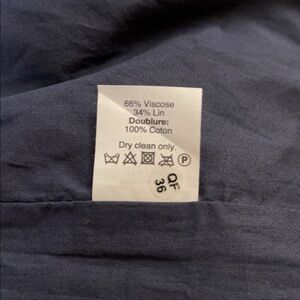 66% Viscose
34% Lin
Doublure:
100% Coton
Dry clean only.
P
QF
36